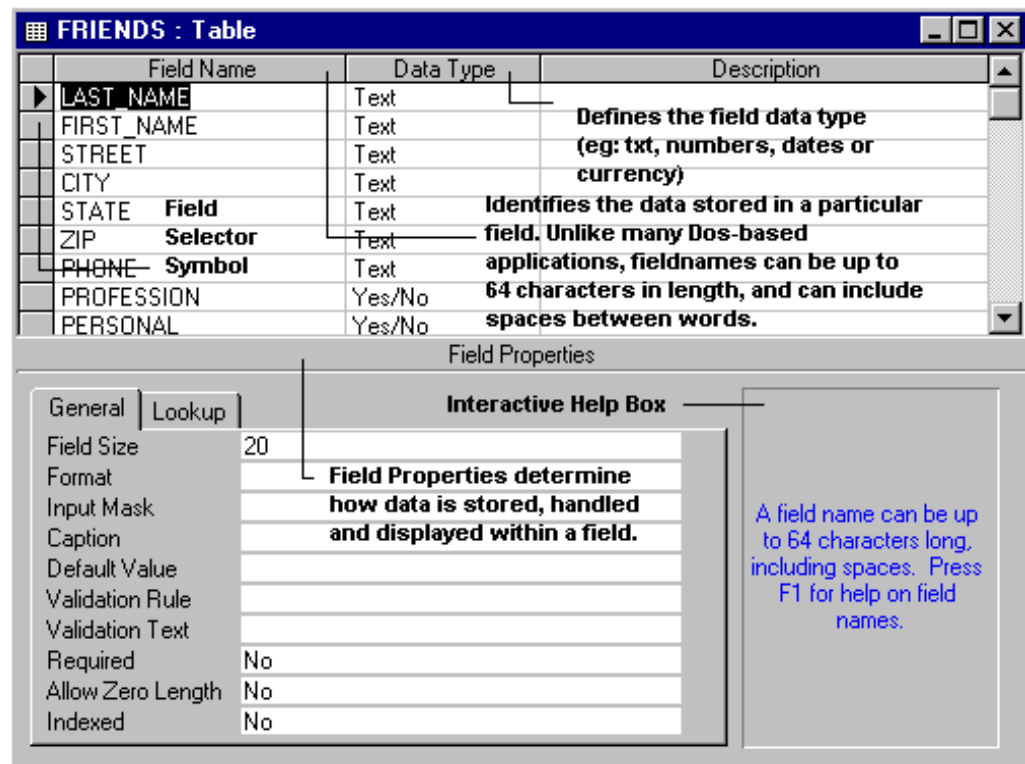 FRIENDS : Table
Field Name Data Type Description
LAST_NAME Text
FIRST_NAME Text
STREET Text
CITY Text
STATE Text
ZIP Text
PHONE Text
PROFESSION Yes/No
PERSONAL Yes/No
Defines the field data type
(eg: txt, numbers, dates or
currency)
Field
Selector
Symbol
Identifies the data stored in a particular
field. Unlike many Dos-based
applications, fieldnames can be up to
64 characters in length, and can include
spaces between words.
Field Properties
General Lookup
Interactive Help Box
Field Size 20
Format
Input Mask
Caption
Default Value
Validation Rule
Validation Text
Required No
Allow Zero Length No
Indexed No
Field Properties determine
how data is stored, handled
and displayed within a field.
A field name can be up
to 64 characters long,
including spaces. Press
F1 for help on field
names.